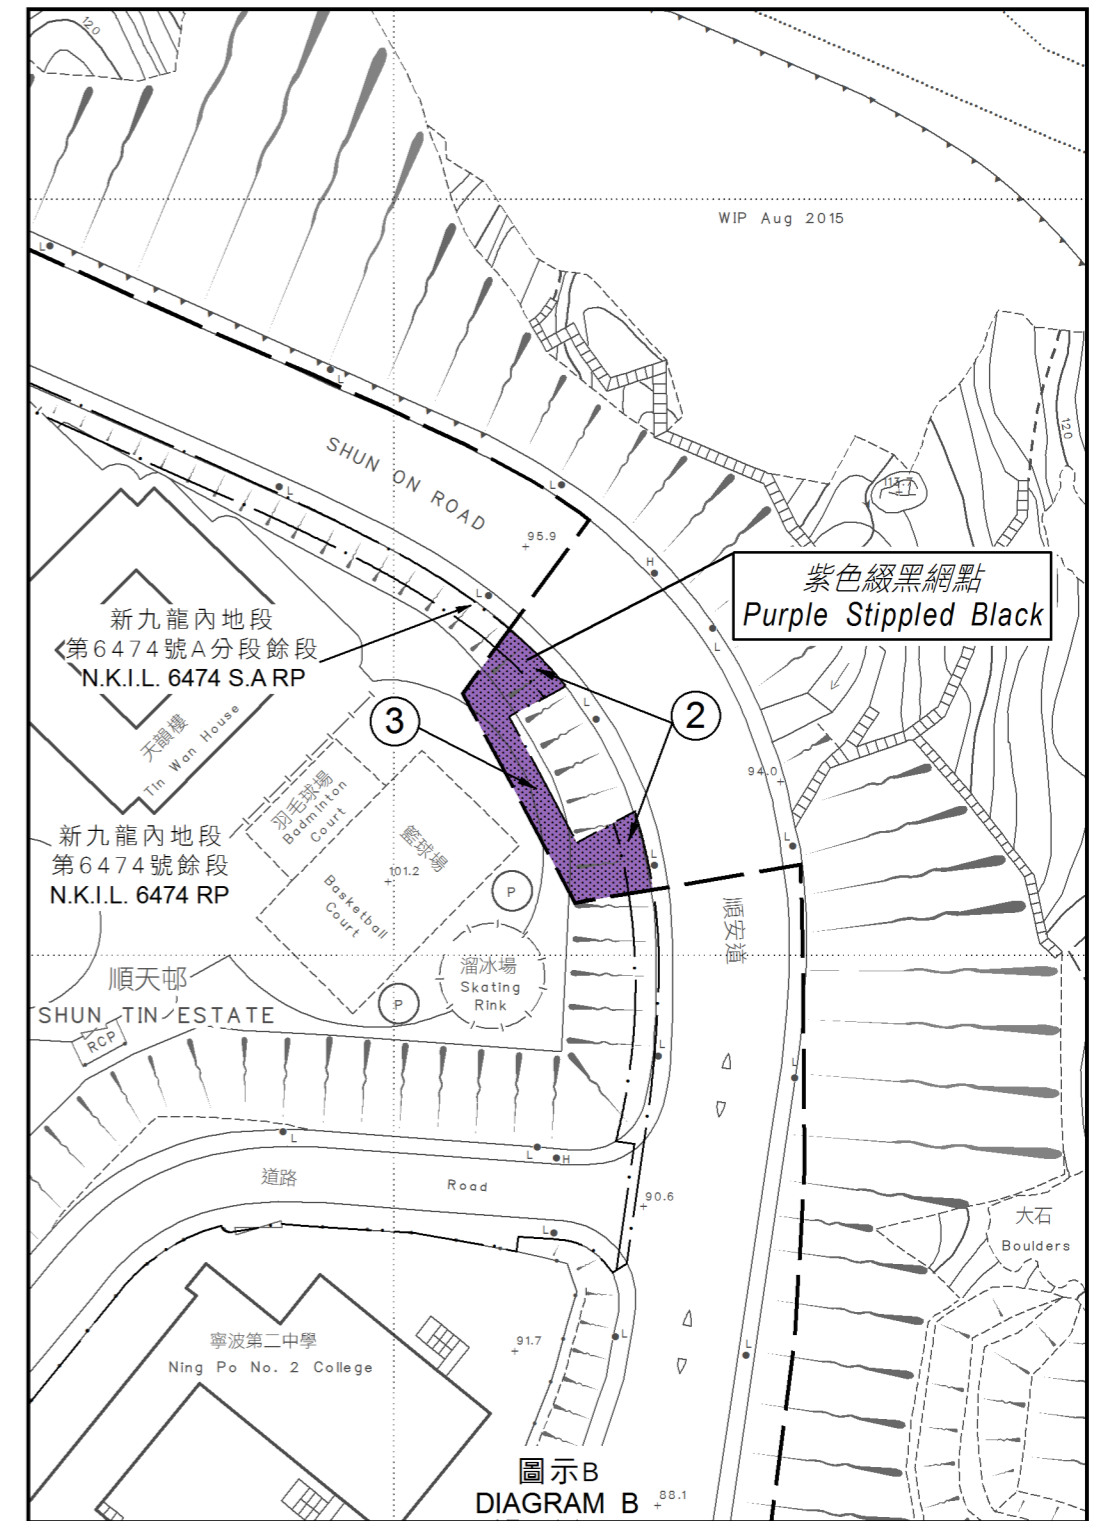 120
WIP Aug 2015
L
L
SHUN ON ROAD
L
L
95.9
H
L
113.7
120
紫色綴黑網點
Purple Stippled Black
新九龍內地段
第6474號A分段餘段
N.K.I.L. 6474 S.A RP
L
天韻樓
Tin Wan House
3
2
L
94.0
羽毛球場
Badminton
Court
籃球場
101.2
Basketball
Court
新九龍內地段
第6474號餘段
N.K.I.L. 6474 RP
L
L
P
順安道
溜冰場
Skating
Rink
順天邨
SHUN TIN ESTATE
P
RCP
L
L
L
L
H
道路
Road
90.6
大石
Boulders
L
寧波第二中學
Ning Po No. 2 College
91.7
L
L
圖示B
DIAGRAM B
88.1